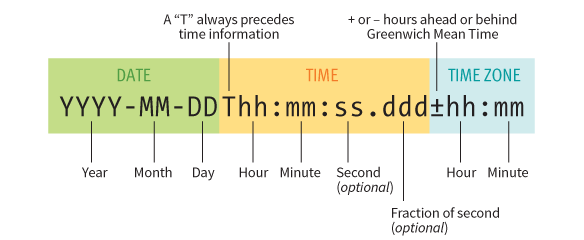 A “T” always precedes
time information
+ or – hours ahead or behind
Greenwich Mean Time
DATE
TIME
TIME ZONE
YYYY-MM-DDThh:mm:ss.ddd±hh:mm
Year
Month
Day
Hour
Minute
Second
(optional)
Hour
Minute
Fraction of second
(optional)